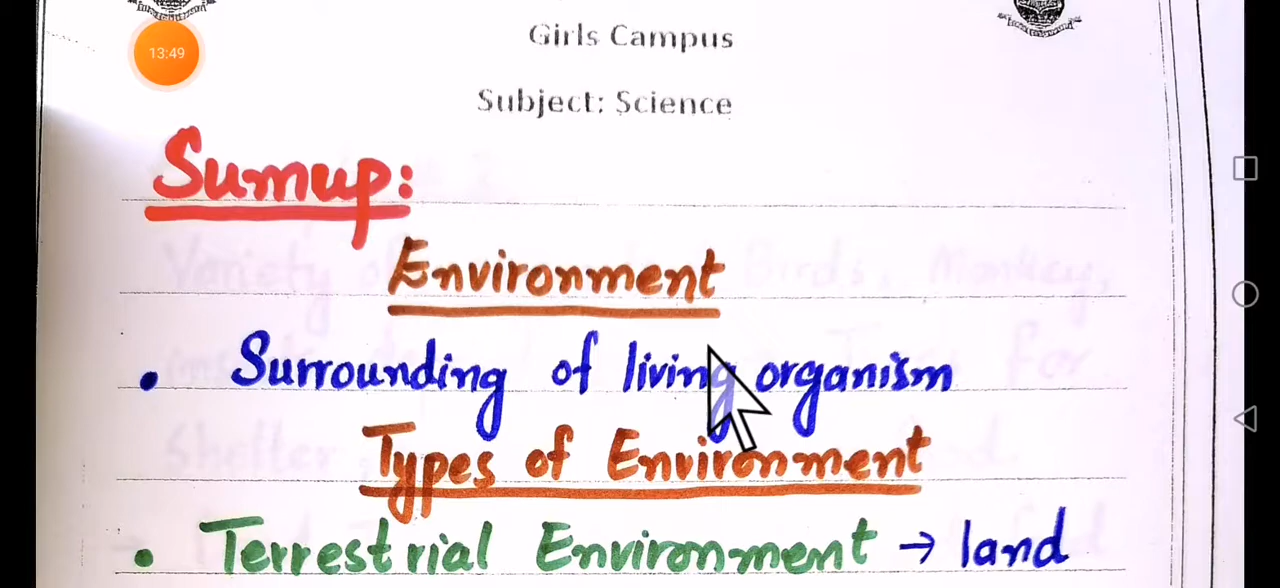 13:49
Girls Campus
Subject: Science
Sumup:
Environment
• Surrounding of living organism
Types of Environment
• Terrestrial Environment → land